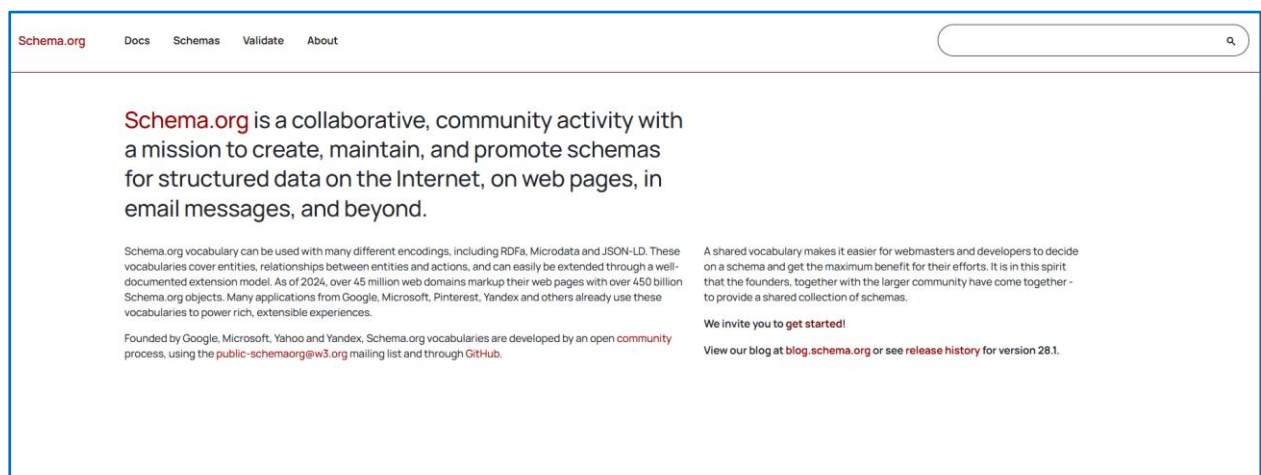 Schema.org
Docs
Schemas
Validate
About
Schema.org is a collaborative, community activity with
a mission to create, maintain, and promote schemas
for structured data on the Internet, on web pages, in
email messages, and beyond.
Schema.org vocabulary can be used with many different encodings, including RDFa, Microdata and JSON-LD. These
vocabularies cover entities, relationships between entities and actions, and can easily be extended through a well-
documented extension model. As of 2024, over 45 million web domains markup their web pages with over 450 billion
Schema.org objects. Many applications from Google, Microsoft, Pinterest, Yandex and others already use these
vocabularies to power rich, extensible experiences.
Founded by Google, Microsoft, Yahoo and Yandex, Schema.org vocabularies are developed by an open community
process, using the public-schemaorg@w3.org mailing list and through GitHub.
A shared vocabulary makes it easier for webmasters and developers to decide
on a schema and get the maximum benefit for their efforts. It is in this spirit
that the founders, together with the larger community have come together -
to provide a shared collection of schemas.
We invite you to get started!
View our blog at blog.schema.org or see release history for version 28.1.